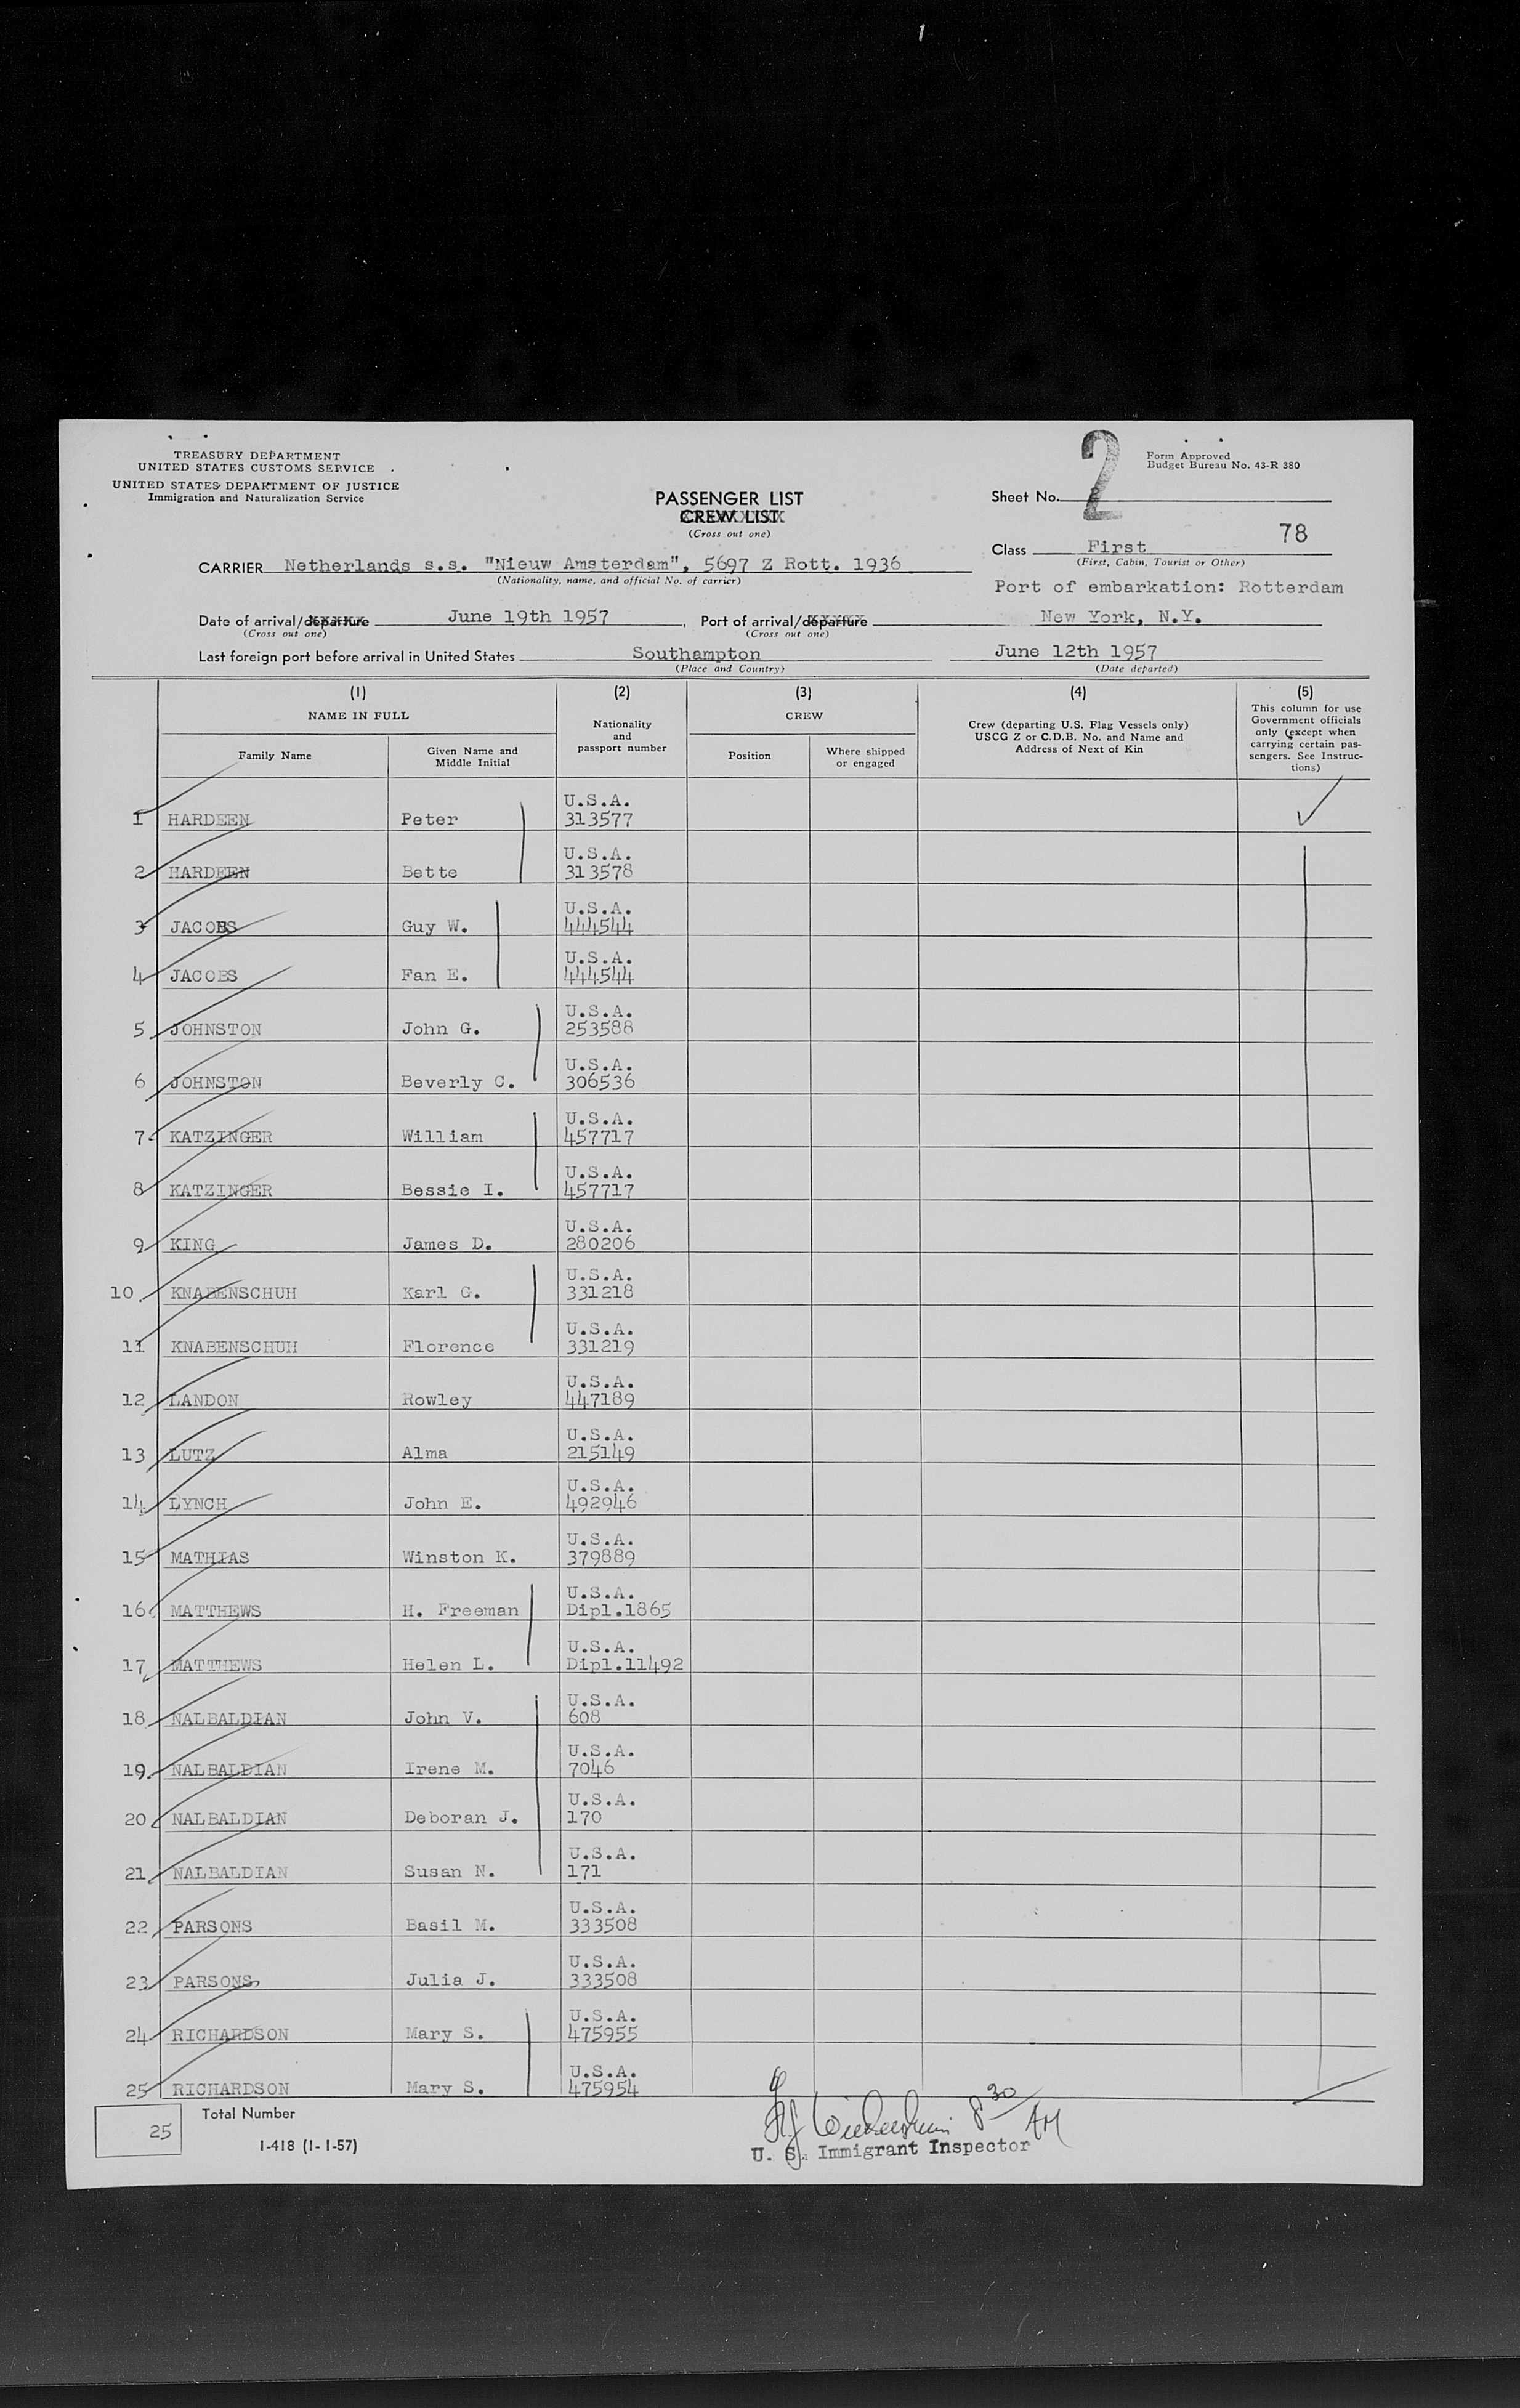 1
TREASURY DEPARTMENT
UNITED STATES CUSTOMS SERVICE
UNITED STATES DEPARTMENT OF JUSTICE
Immigration and Naturalization Service
2
Form Approved
Budget Bureau No. 43-R 380
PASSENGER LIST
CREW LIST
(Cross out one)
Sheet No.
78
Class First
(First, Cabin, Tourist or Other)
CARRIER Netherlands s.s. "Nieuw Amsterdam", 5697 Z Rott. 1936
(Nationality, name, and official No. of carrier)
Port of embarkation: Rotterdam
Date of arrival/departure June 19th 1957, Port of arrival/departure New York, N.Y.
(Cross out one) (Cross out one)
Last foreign port before arrival in United States Southampton June 12th 1957
(Place and Country) (Date departed)
(1) (2) (3) (4) (5)
NAME IN FULL
Family Name
Given Name and
Middle Initial
Nationality
and
passport number
CREW
Position
Where shipped
or engaged
Crew (departing U.S. Flag Vessels only)
USCG Z or C.D.B. No. and Name and
Address of Next of Kin
This column for use
Government officials
only (except when
carrying certain pas-
sengers. See Instruc-
tions)
U.S.A.
1 HARDEEN Peter 313577
U.S.A.
2 HARDEEN Bette 313578
U.S.A.
3 JACOBS Guy W. 444544
U.S.A.
4 JACOBS Fan E. 444544
U.S.A.
5 JOHNSTON John G. 253588
U.S.A.
6 JOHNSTON Beverly C. 306536
U.S.A.
7 KATZINGER William 457717
U.S.A.
8 KATZINGER Bessie I. 457717
U.S.A.
9 KING James D. 280206
U.S.A.
10 KNABENSCHUH Karl G. 331218
U.S.A.
11 KNABENSCHUH Florence 331219
U.S.A.
12 LANDON Rowley 447189
U.S.A.
13 LUTZ Alma 215149
U.S.A.
14 LYNCH John E. 492946
U.S.A.
15 MATHIAS Winston K. 379889
U.S.A.
16 MATTHEWS H. Freeman Dipl.1865
U.S.A.
17 MATTHEWS Helen L. Dipl.11492
U.S.A.
18 NALBALDIAN John V. 608
U.S.A.
19 NALBALDIAN Irene M. 7046
U.S.A.
20 NALBALDIAN Deboran J. 170
U.S.A.
21 NALBALDIAN Susan N. 171
U.S.A.
22 PARSONS Basil M. 333508
U.S.A.
23 PARSONS Julia J. 333508
U.S.A.
24 RICHARDSON Mary S. 475955
U.S.A.
25 RICHARDSON Mary S. 475954
25 Total Number
I-418 (1-1-57)
8 30 AM
U. S. Immigrant Inspector